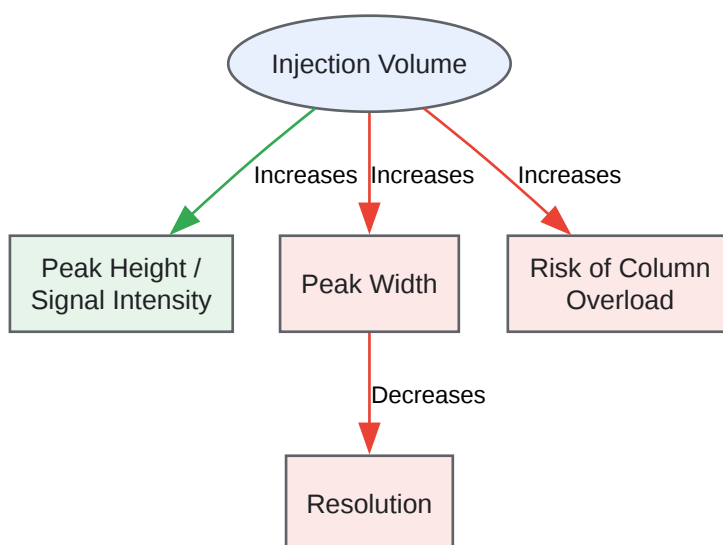 Injection Volume
Increases
Increases
Increases
Peak Height /
Signal Intensity
Peak Width
Risk of Column
Overload
Decreases
Resolution